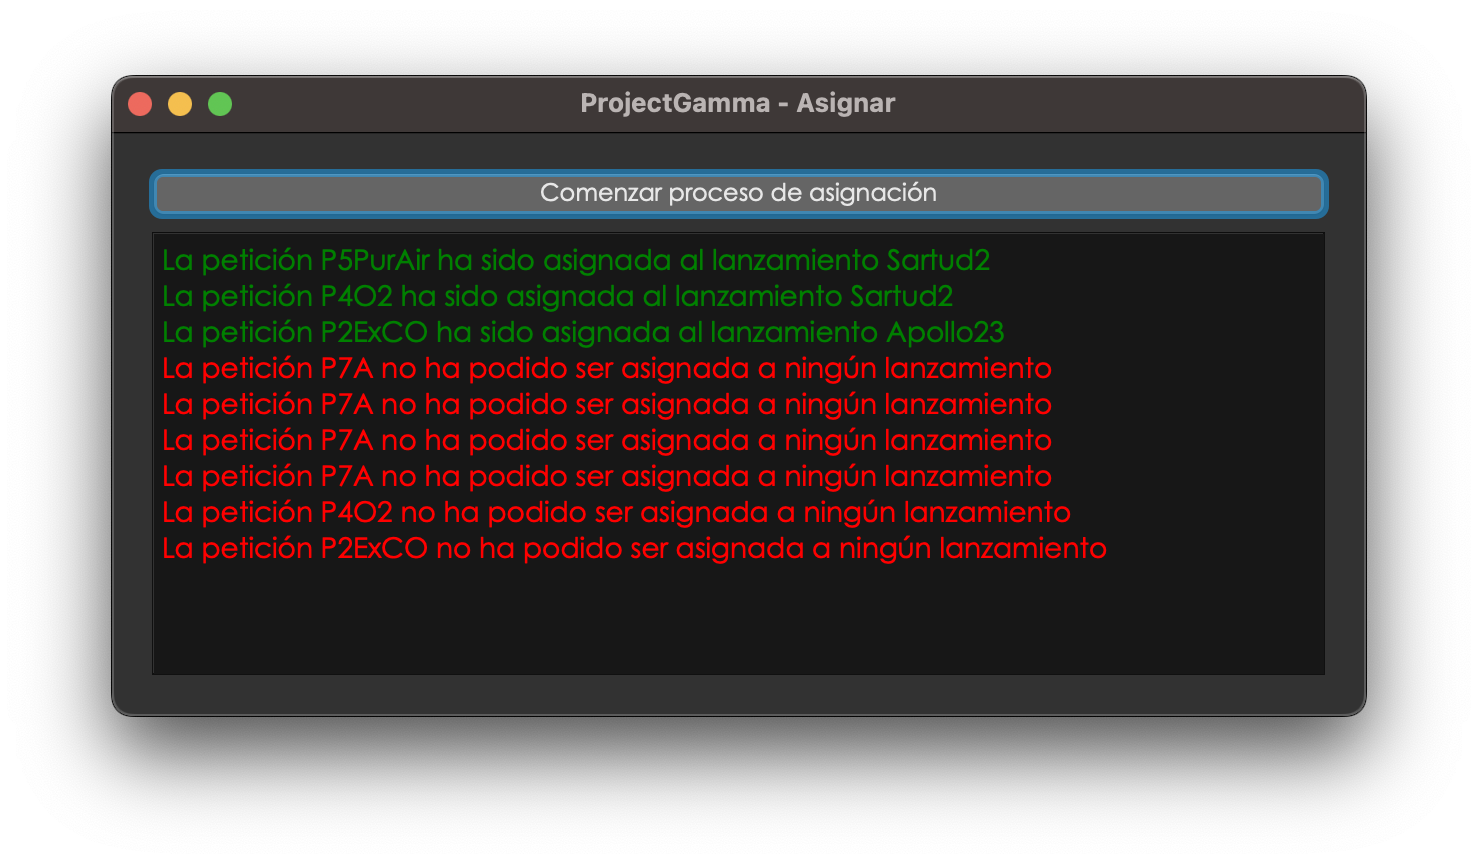 ProjectGamma - Asignar
Comenzar proceso de asignación
La petición P5PurAir ha sido asignada al lanzamiento Sartud2
La petición P4O2 ha sido asignada al lanzamiento Sartud2
La petición P2ExCO ha sido asignada al lanzamiento Apollo23
La petición P7A no ha podido ser asignada a ningún lanzamiento
La petición P7A no ha podido ser asignada a ningún lanzamiento
La petición P7A no ha podido ser asignada a ningún lanzamiento
La petición P7A no ha podido ser asignada a ningún lanzamiento
La petición P4O2 no ha podido ser asignada a ningún lanzamiento
La petición P2ExCO no ha podido ser asignada a ningún lanzamiento